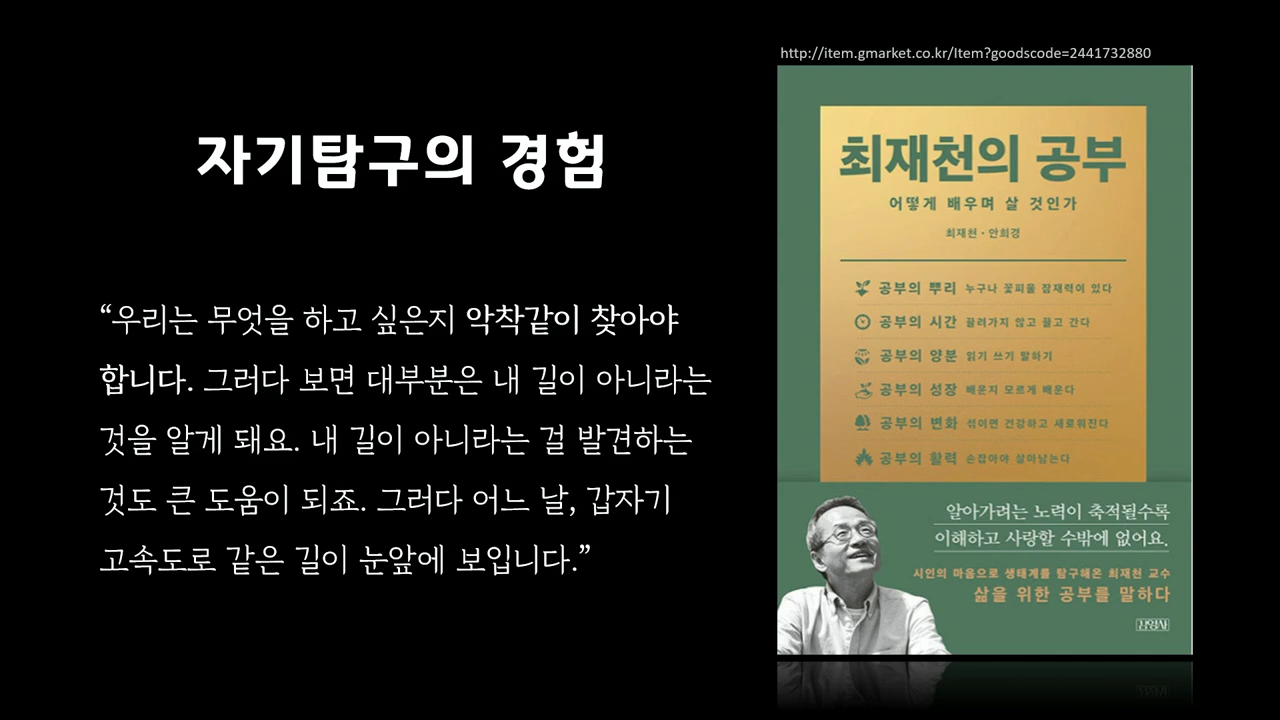 http://item.gmarket.co.kr/Item?goodscode=2441732880
자기탐구의 경험
“우리는 무엇을 하고 싶은지 악착같이 찾아야
합니다. 그러다 보면 대부분은 내 길이 아니라는
것을 알게 돼요. 내 길이 아니라는 걸 발견하는
것도 큰 도움이 되죠. 그러다 어느 날, 갑자기
고속도로 같은 길이 눈앞에 보입니다.”
최재천의 공부
어떻게 배우며 살 것인가
최재천·안희경
공부의 뿌리 누구나 꽃피울 잠재력이 있다
공부의 시간 끌려가지 않고 끌고 간다
공부의 양분 읽기 쓰기 말하기
공부의 성장 배운지 모르게 배운다
공부의 변화 섞이면 건강하고 새로워진다
공부의 활력 손잡아야 살아남는다
알아가려는 노력이 축적될수록
이해하고 사랑할 수밖에 없어요.
시인의 마음으로 생태계를 탐구해온 최재천 교수
삶을 위한 공부를 말하다
김영사